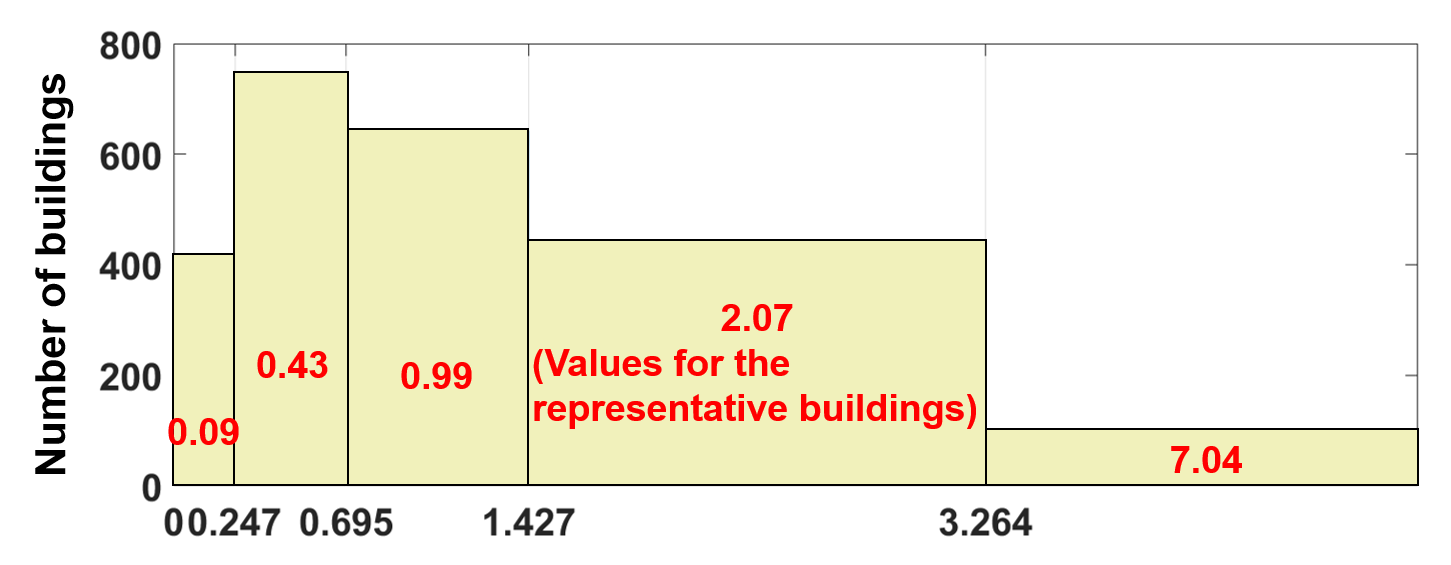 Number of buildings
800
600
400
200
0
0.09
0.43
0.99
2.07
(Values for the
representative buildings)
7.04
0 0.247 0.695 1.427 3.264